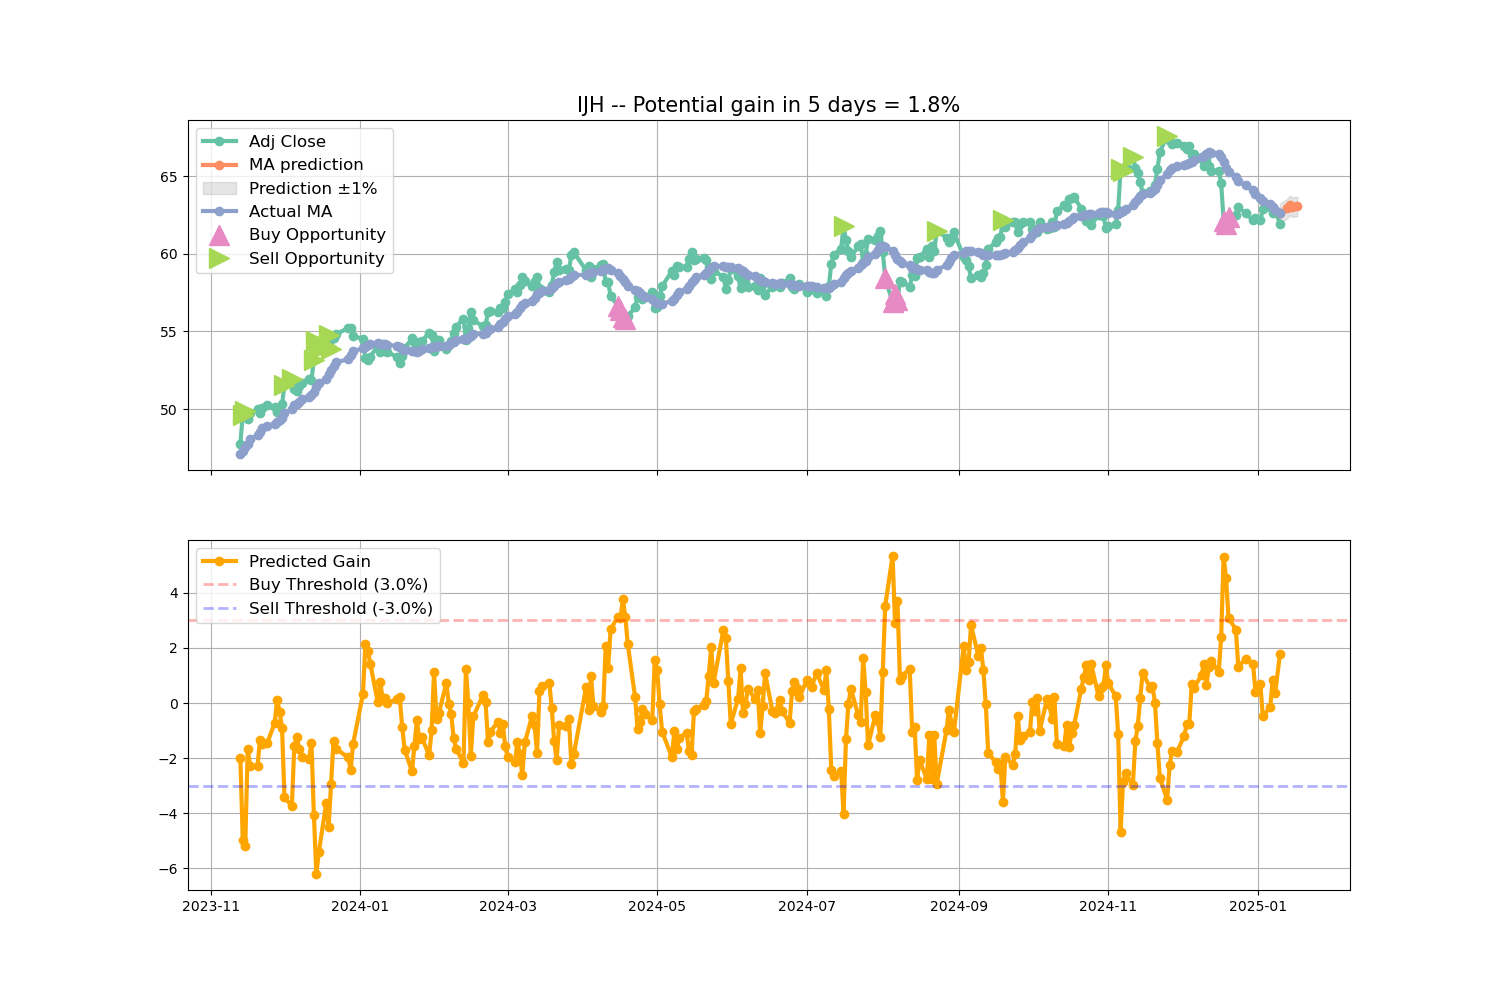 IJH -- Potential gain in 5 days = 1.8%
Adj Close
MA prediction
Prediction ±1%
Actual MA
Buy Opportunity
Sell Opportunity
65
60
55
50
Predicted Gain
Buy Threshold (3.0%)
Sell Threshold (-3.0%)
4
2
0
−2
−4
−6
2023-11
2024-01
2024-03
2024-05
2024-07
2024-09
2024-11
2025-01